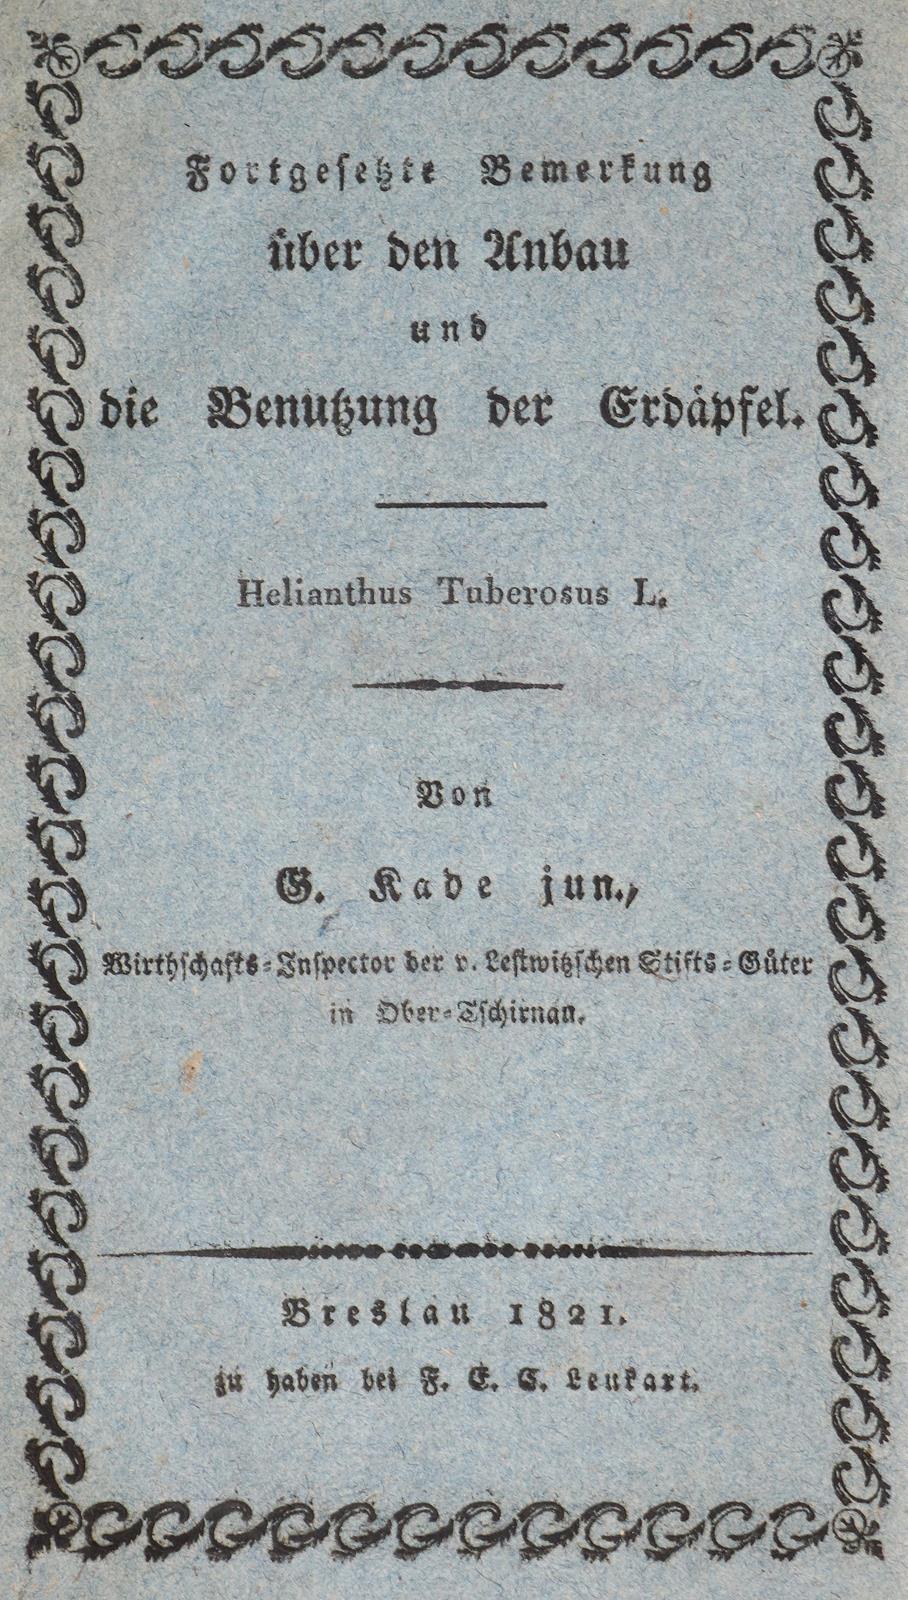 Fortgesetzte Bemerkung
über den Anbau
und
die Benutzung der Erdäpfel.
Helianthus Tuberosus L.
Von
G. Kade jun.,
Wirthschafts-Inspector der v. Lestwitzschen Stifts-Güter
in Ober-Tschirnau.
Breslau 1821.
zu haben bei F. E. C. Leukart.